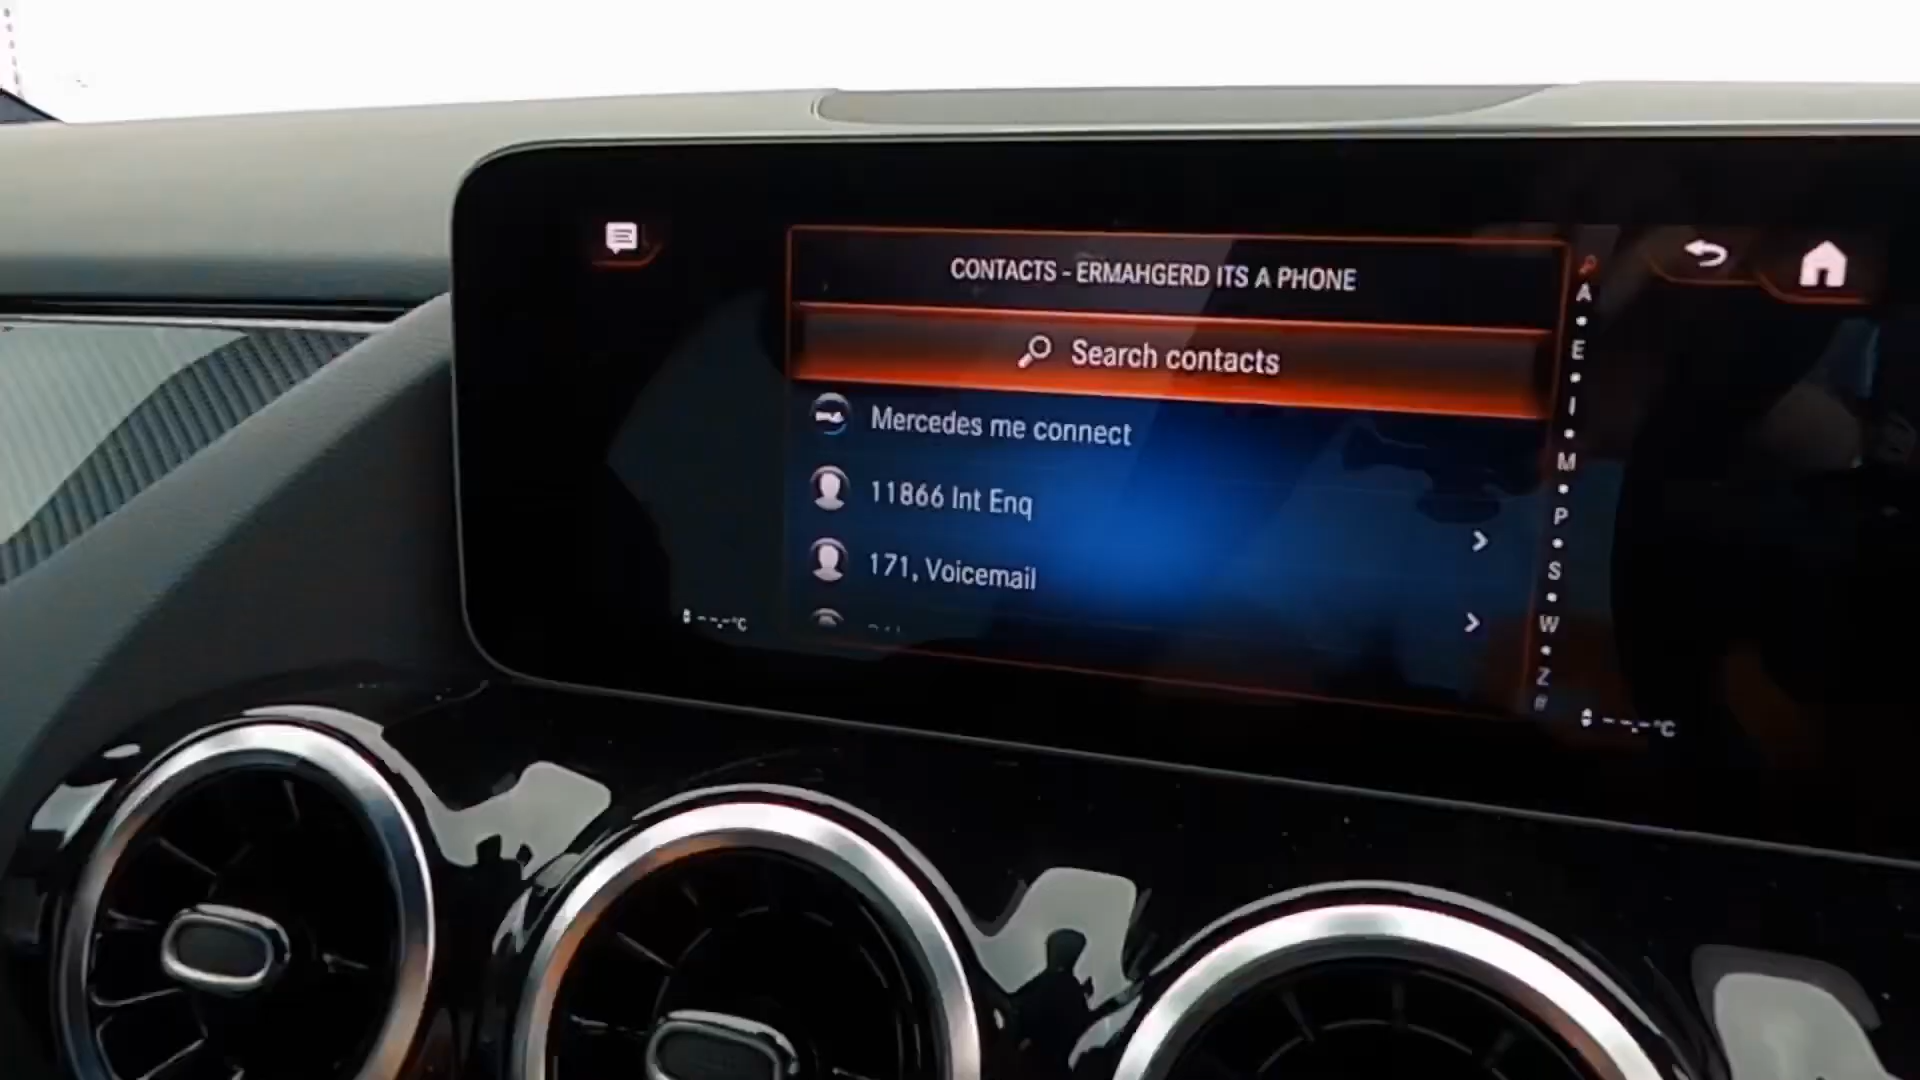 CONTACTS - ERMAHGERD ITS A PHONE
Search contacts
Mercedes me connect
11866 Int Enq
171, Voicemail
A
E
I
M
P
S
W
Z
#
--.-°C
--.-°C